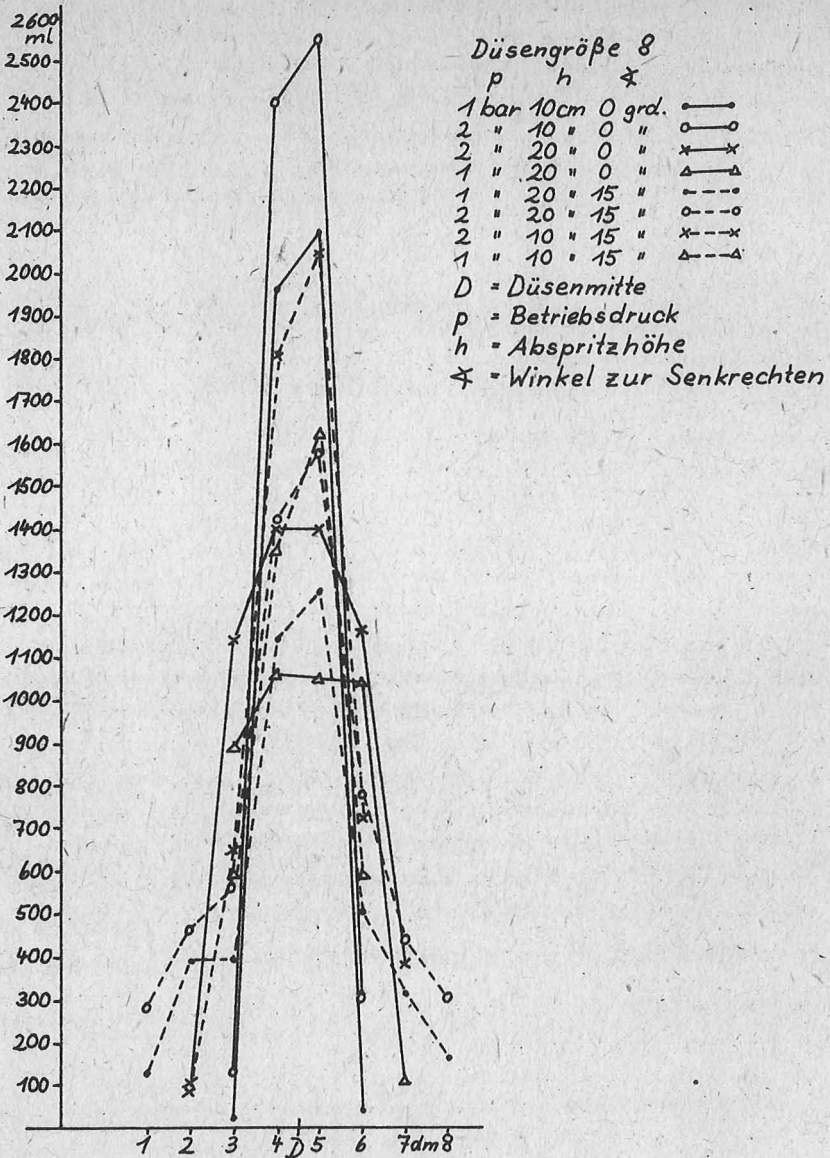 2600
ml
2500
2400
2300
2200
2100
2000
1900
1800
1700
1600
1500
1400
1300
1200
1100
1000
900
800
700
600
500
400
300
200
100
1 2 3 4 D 5 6 7 dm 8
Düsengröße 8
p h ∢
1 bar 10 cm 0 grd.
2 " 10 " 0 "
2 " 20 " 0 "
1 " 20 " 0 "
1 " 20 " 15 "
2 " 20 " 15 "
2 " 10 " 15 "
1 " 10 " 15 "
D = Düsenmitte
p = Betriebsdruck
h = Abspritzhöhe
∢ = Winkel zur Senkrechten